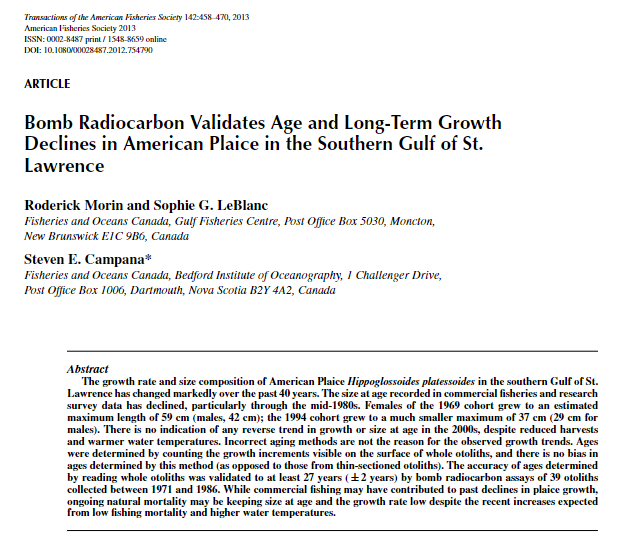 Transactions of the American Fisheries Society 142:458–470, 2013
American Fisheries Society 2013
ISSN: 0002-8487 print / 1548-8659 online
DOI: 10.1080/00028487.2012.754790
ARTICLE
Bomb Radiocarbon Validates Age and Long-Term Growth
Declines in American Plaice in the Southern Gulf of St.
Lawrence
Roderick Morin and Sophie G. LeBlanc
Fisheries and Oceans Canada, Gulf Fisheries Centre, Post Office Box 5030, Moncton,
New Brunswick E1C 9B6, Canada
Steven E. Campana*
Fisheries and Oceans Canada, Bedford Institute of Oceanography, 1 Challenger Drive,
Post Office Box 1006, Dartmouth, Nova Scotia B2Y 4A2, Canada
Abstract
The growth rate and size composition of American Plaice Hippoglossoides platessoides in the southern Gulf of St.
Lawrence has changed markedly over the past 40 years. The size at age recorded in commercial fisheries and research
survey data has declined, particularly through the mid-1980s. Females of the 1969 cohort grew to an estimated
maximum length of 59 cm (males, 42 cm); the 1994 cohort grew to a much smaller maximum of 37 cm (29 cm for
males). There is no indication of any reverse trend in growth or size at age in the 2000s, despite reduced harvests
and warmer water temperatures. Incorrect aging methods are not the reason for the observed growth trends. Ages
were determined by counting the growth increments visible on the surface of whole otoliths, and there is no bias in
ages determined by this method (as opposed to those from thin-sectioned otoliths). The accuracy of ages determined
by reading whole otoliths was validated to at least 27 years (±2 years) by bomb radiocarbon assays of 39 otoliths
collected between 1971 and 1986. While commercial fishing may have contributed to past declines in plaice growth,
ongoing natural mortality may be keeping size at age and the growth rate low despite the recent increases expected
from low fishing mortality and higher water temperatures.